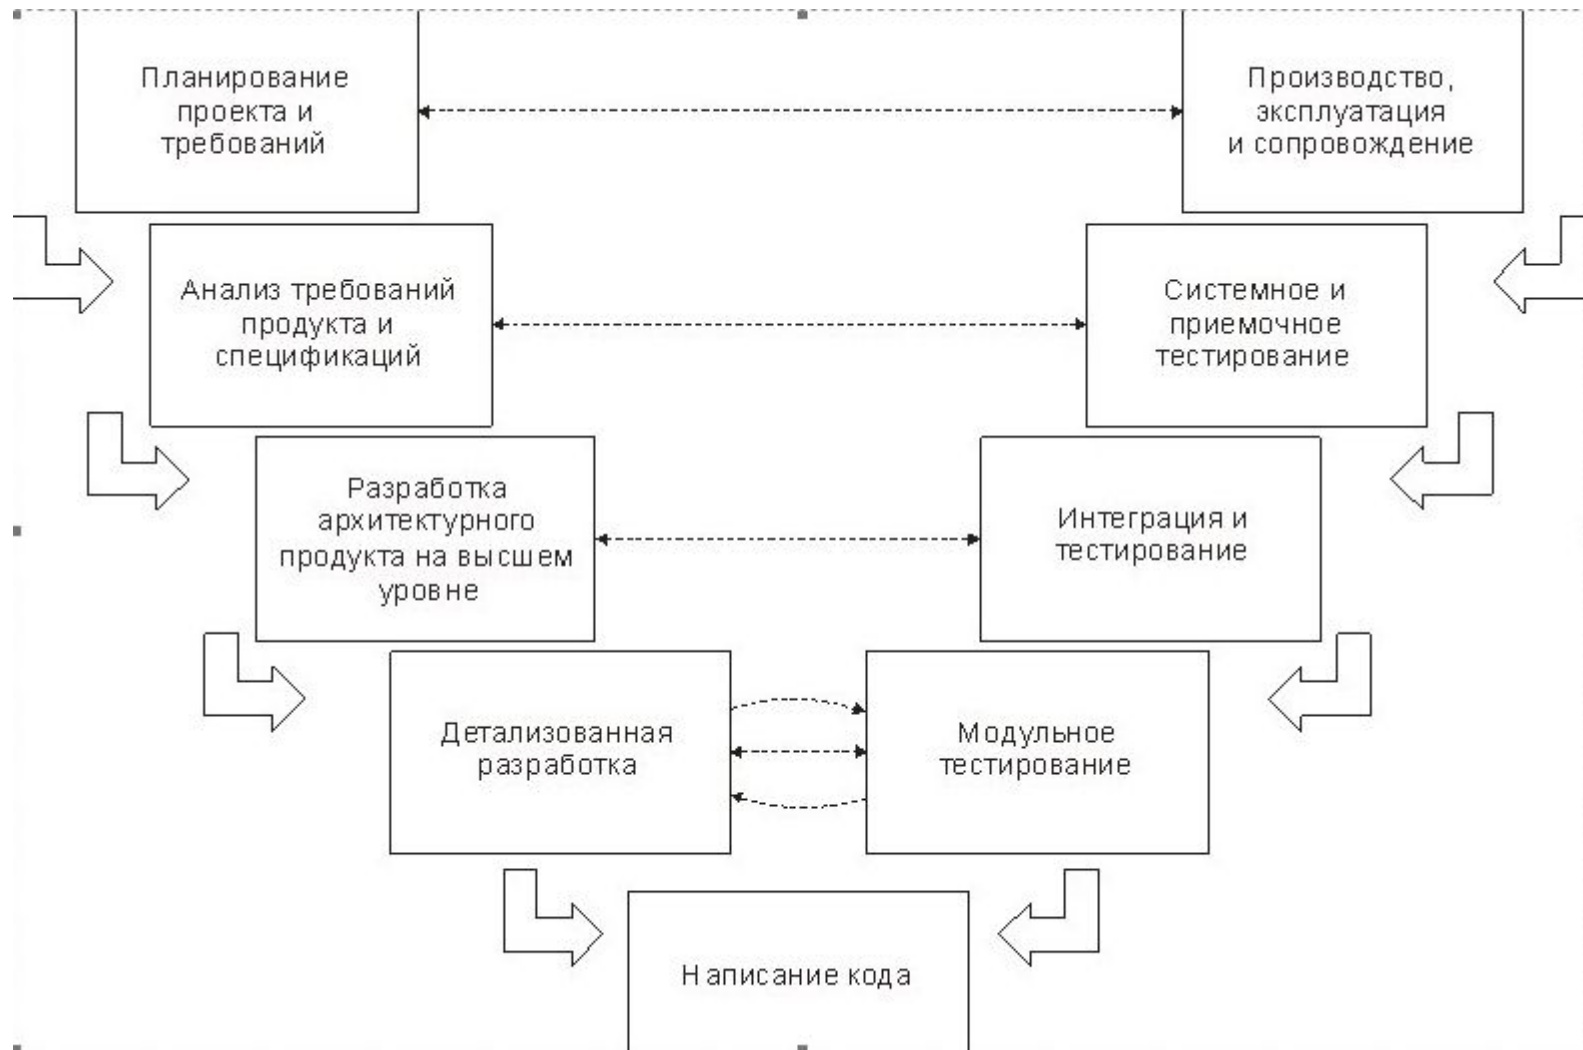 Планирование
проекта и
требований
Производство,
эксплуатация
и сопровождение
Анализ требований
продукта и
спецификаций
Системное и
приемочное
тестирование
Разработка
архитектурного
продукта на высшем
уровне
Интеграция и
тестирование
Детализованная
разработка
Модульное
тестирование
Написание кода